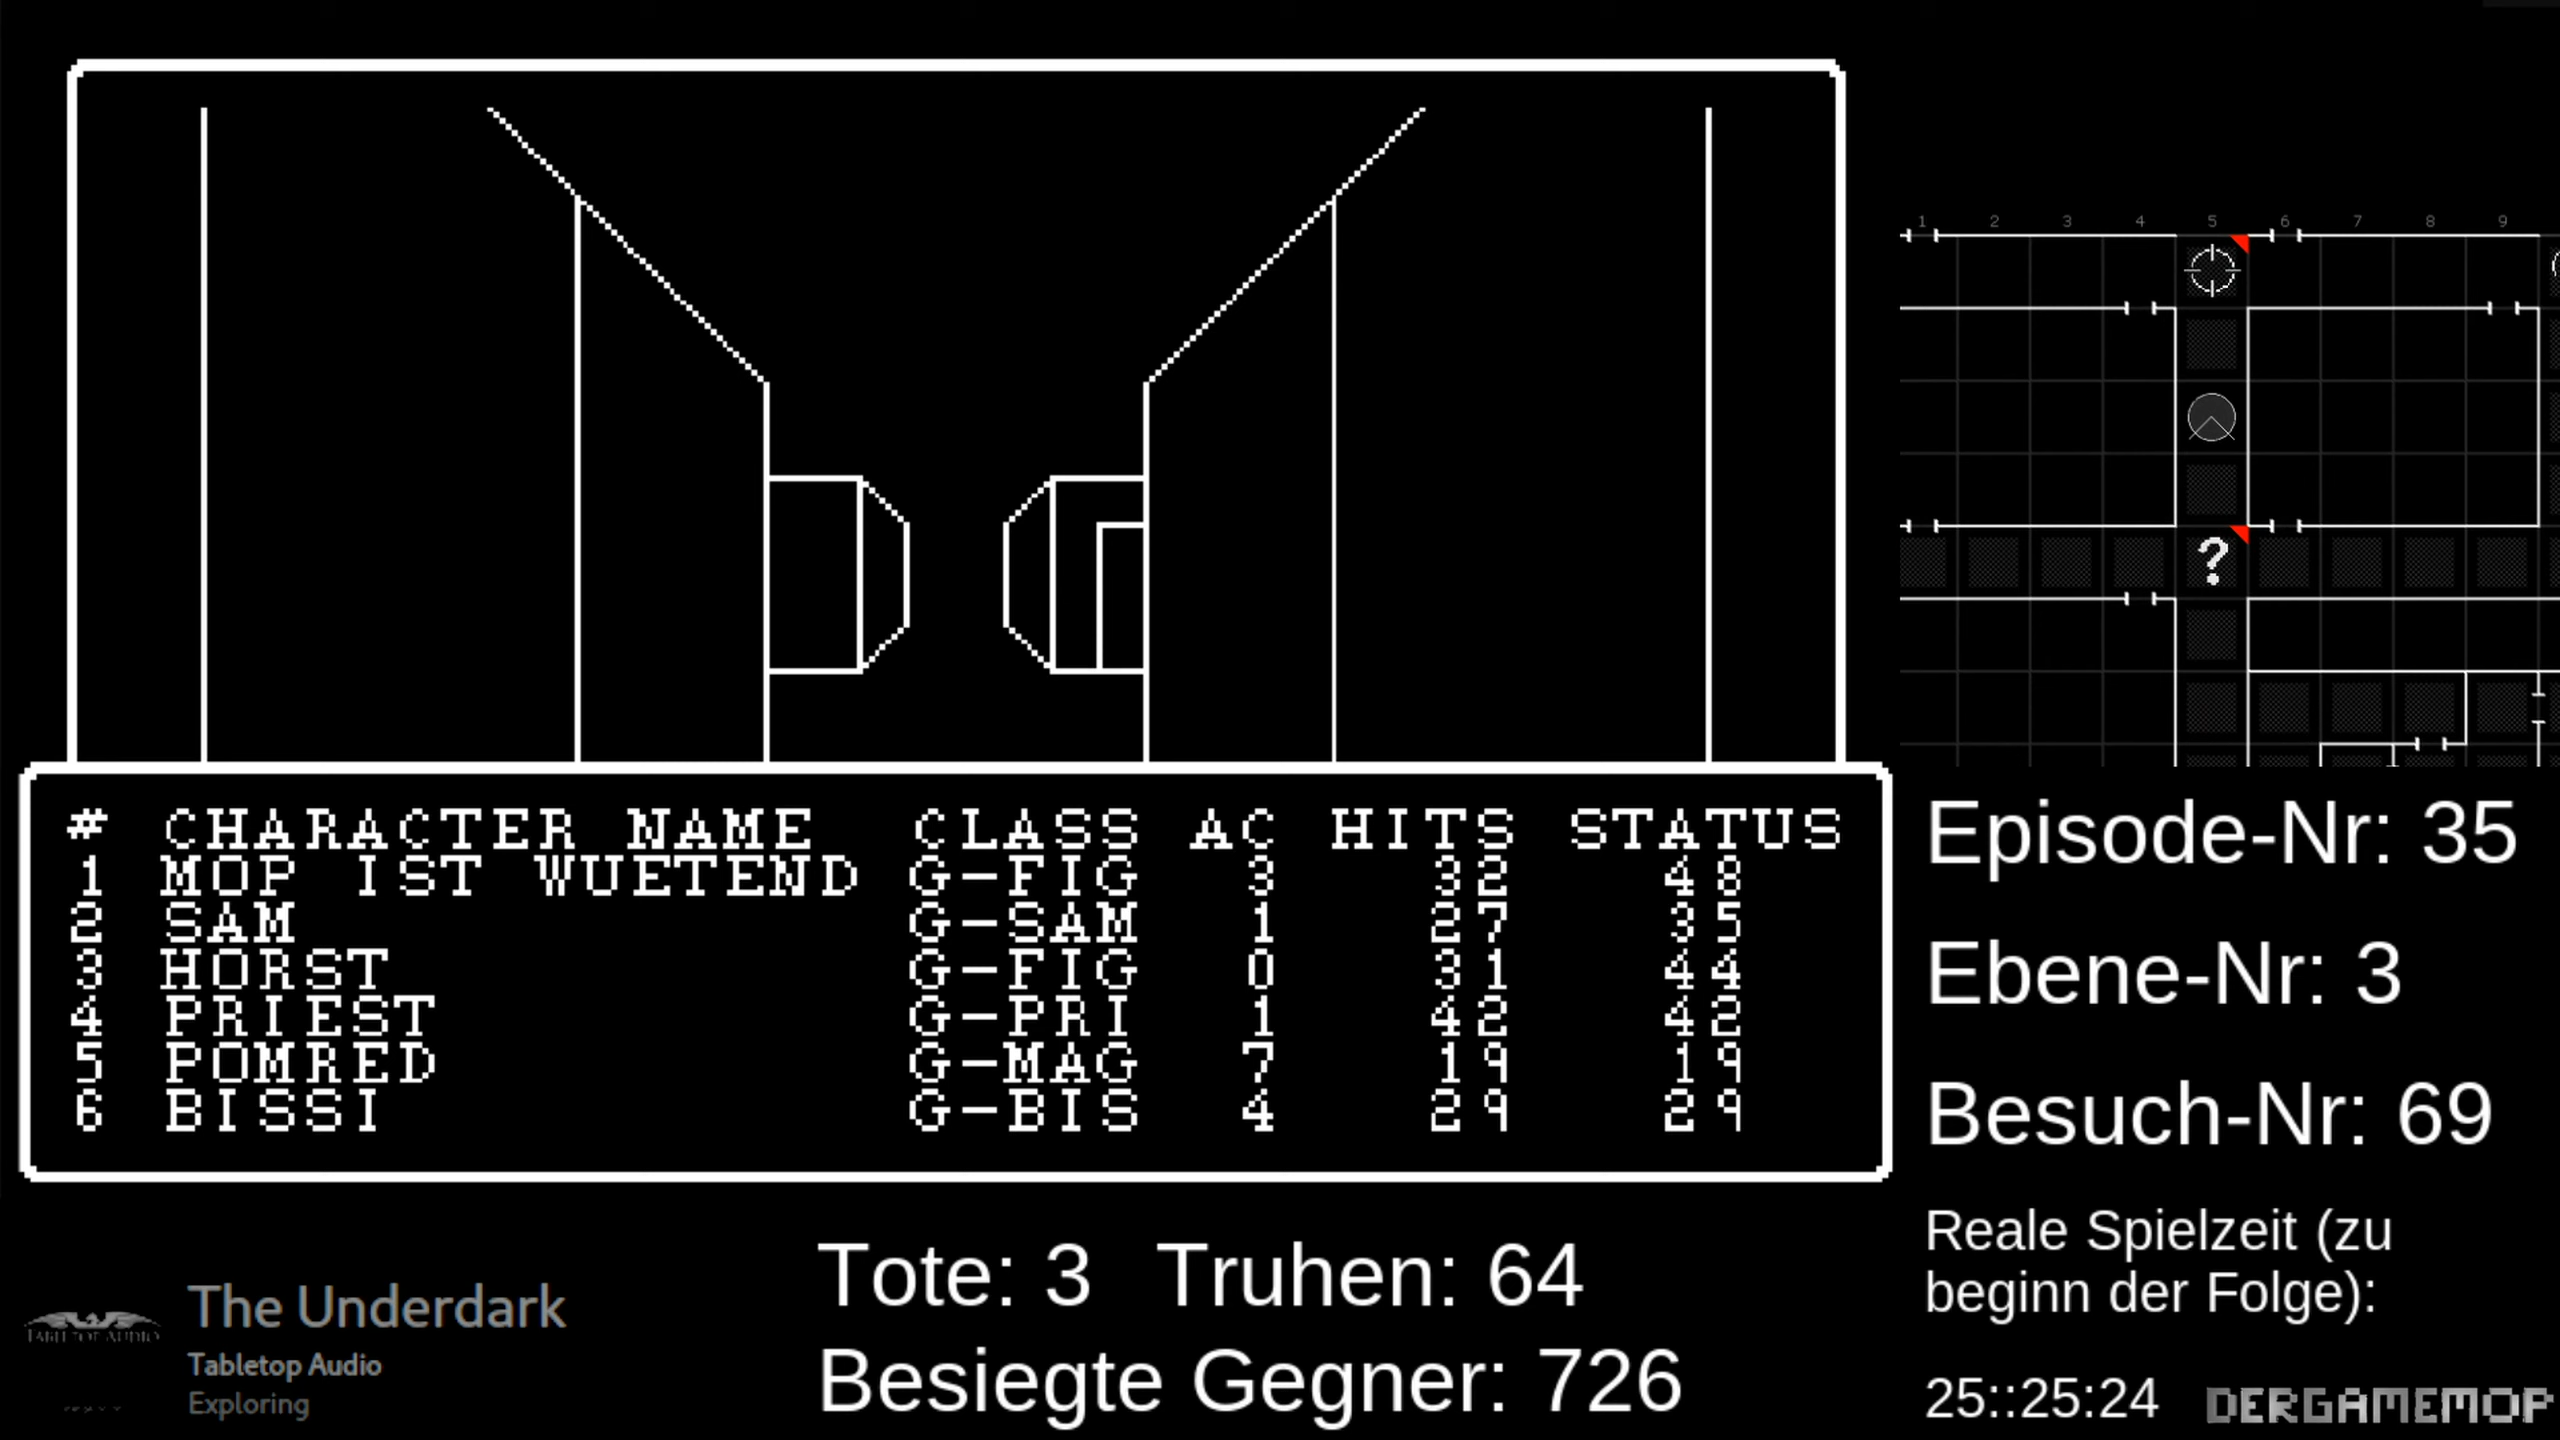 1 2 3 4 5 6 7 8 9
?
# CHARACTER NAME CLASS AC HITS STATUS
1 MOP IST WUETEND G-FIG 3 32 48
2 SAM G-SAM 1 27 35
3 HORST G-FIG 0 31 44
4 PRIEST G-PRI 1 42 42
5 POMRED G-MAG 7 19 19
6 BISSI G-BIS 4 29 29
Episode-Nr: 35
Ebene-Nr: 3
Besuch-Nr: 69
Reale Spielzeit (zu
beginn der Folge):
25::25:24
Tote: 3 Truhen: 64
Besiegte Gegner: 726
TABLETOP AUDIO
The Underdark
Tabletop Audio
Exploring
DERGAMEMOP